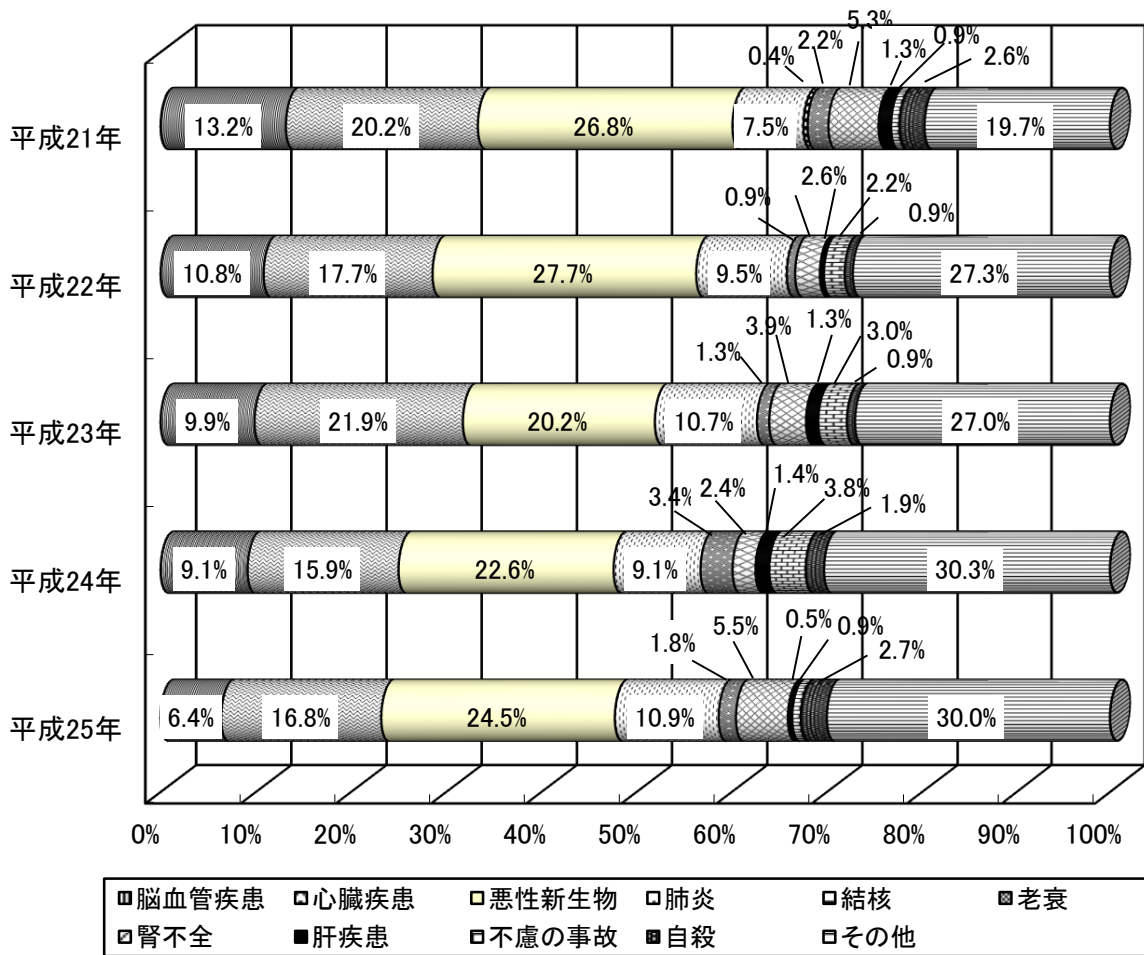 5.3%
2.2% 0.9%
0.4% 1.3% 2.6%
平成21年 13.2% 20.2% 26.8% 7.5% 19.7%
2.6% 2.2%
0.9% 0.9%
平成22年 10.8% 17.7% 27.7% 9.5% 27.3%
3.9% 1.3% 3.0%
1.3% 0.9%
平成23年 9.9% 21.9% 20.2% 10.7% 27.0%
3.4% 2.4% 1.4% 3.8% 1.9%
平成24年 9.1% 15.9% 22.6% 9.1% 30.3%
1.8% 5.5% 0.5% 0.9% 2.7%
平成25年 6.4% 16.8% 24.5% 10.9% 30.0%
0% 10% 20% 30% 40% 50% 60% 70% 80% 90% 100%
脳血管疾患 心臓疾患 悪性新生物 肺炎 結核 老衰
腎不全 肝疾患 不慮の事故 自殺 その他